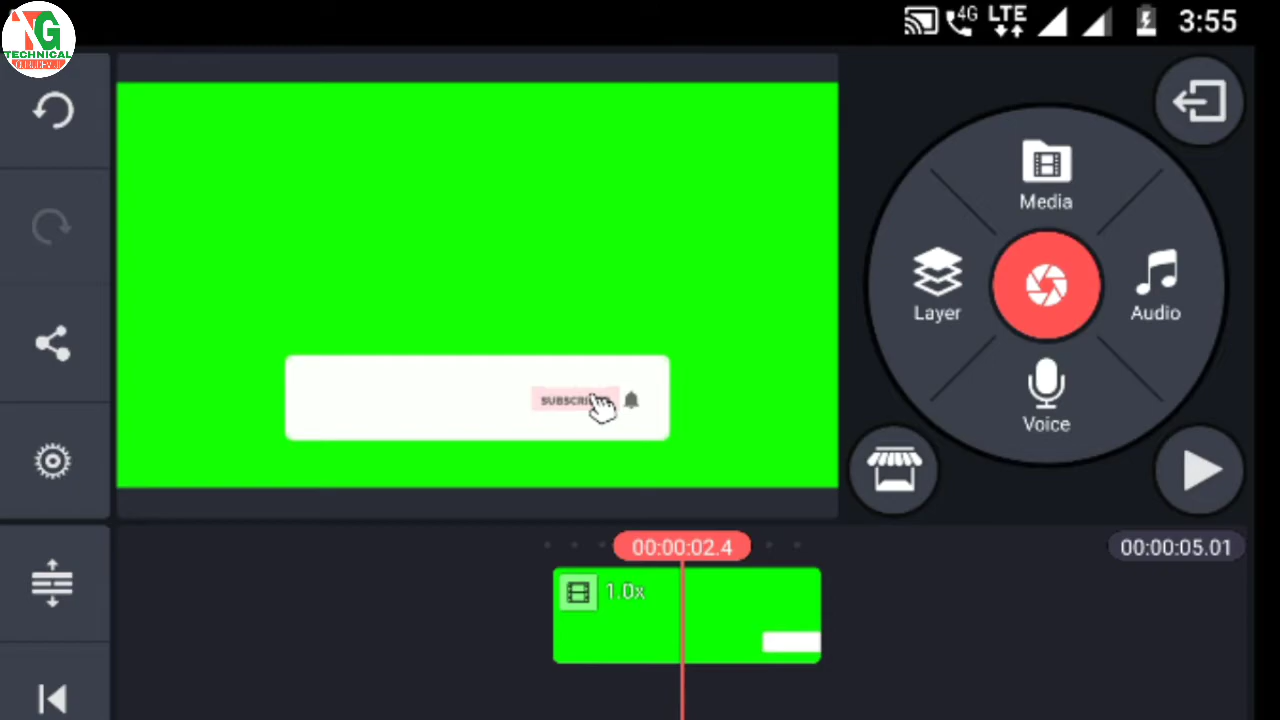 4G LTE 3:55
NG
TECHNICAL
Media
Layer
Audio
Voice
SUBSCRI
00:00:02.4
00:00:05.01
1.0x